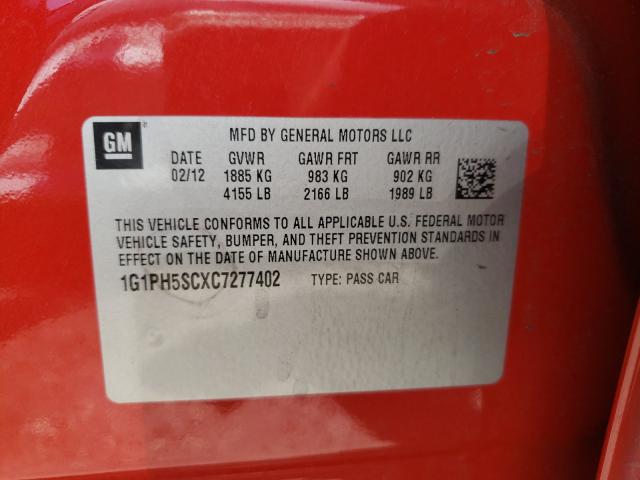 GM
MFD BY GENERAL MOTORS LLC
DATE GVWR GAWR FRT GAWR RR
02/12 1885 KG 983 KG 902 KG
4155 LB 2166 LB 1989 LB
THIS VEHICLE CONFORMS TO ALL APPLICABLE U.S. FEDERAL MOTOR
VEHICLE SAFETY, BUMPER, AND THEFT PREVENTION STANDARDS IN
EFFECT ON THE DATE OF MANUFACTURE SHOWN ABOVE.
1G1PH5SCXC7277402 TYPE: PASS CAR